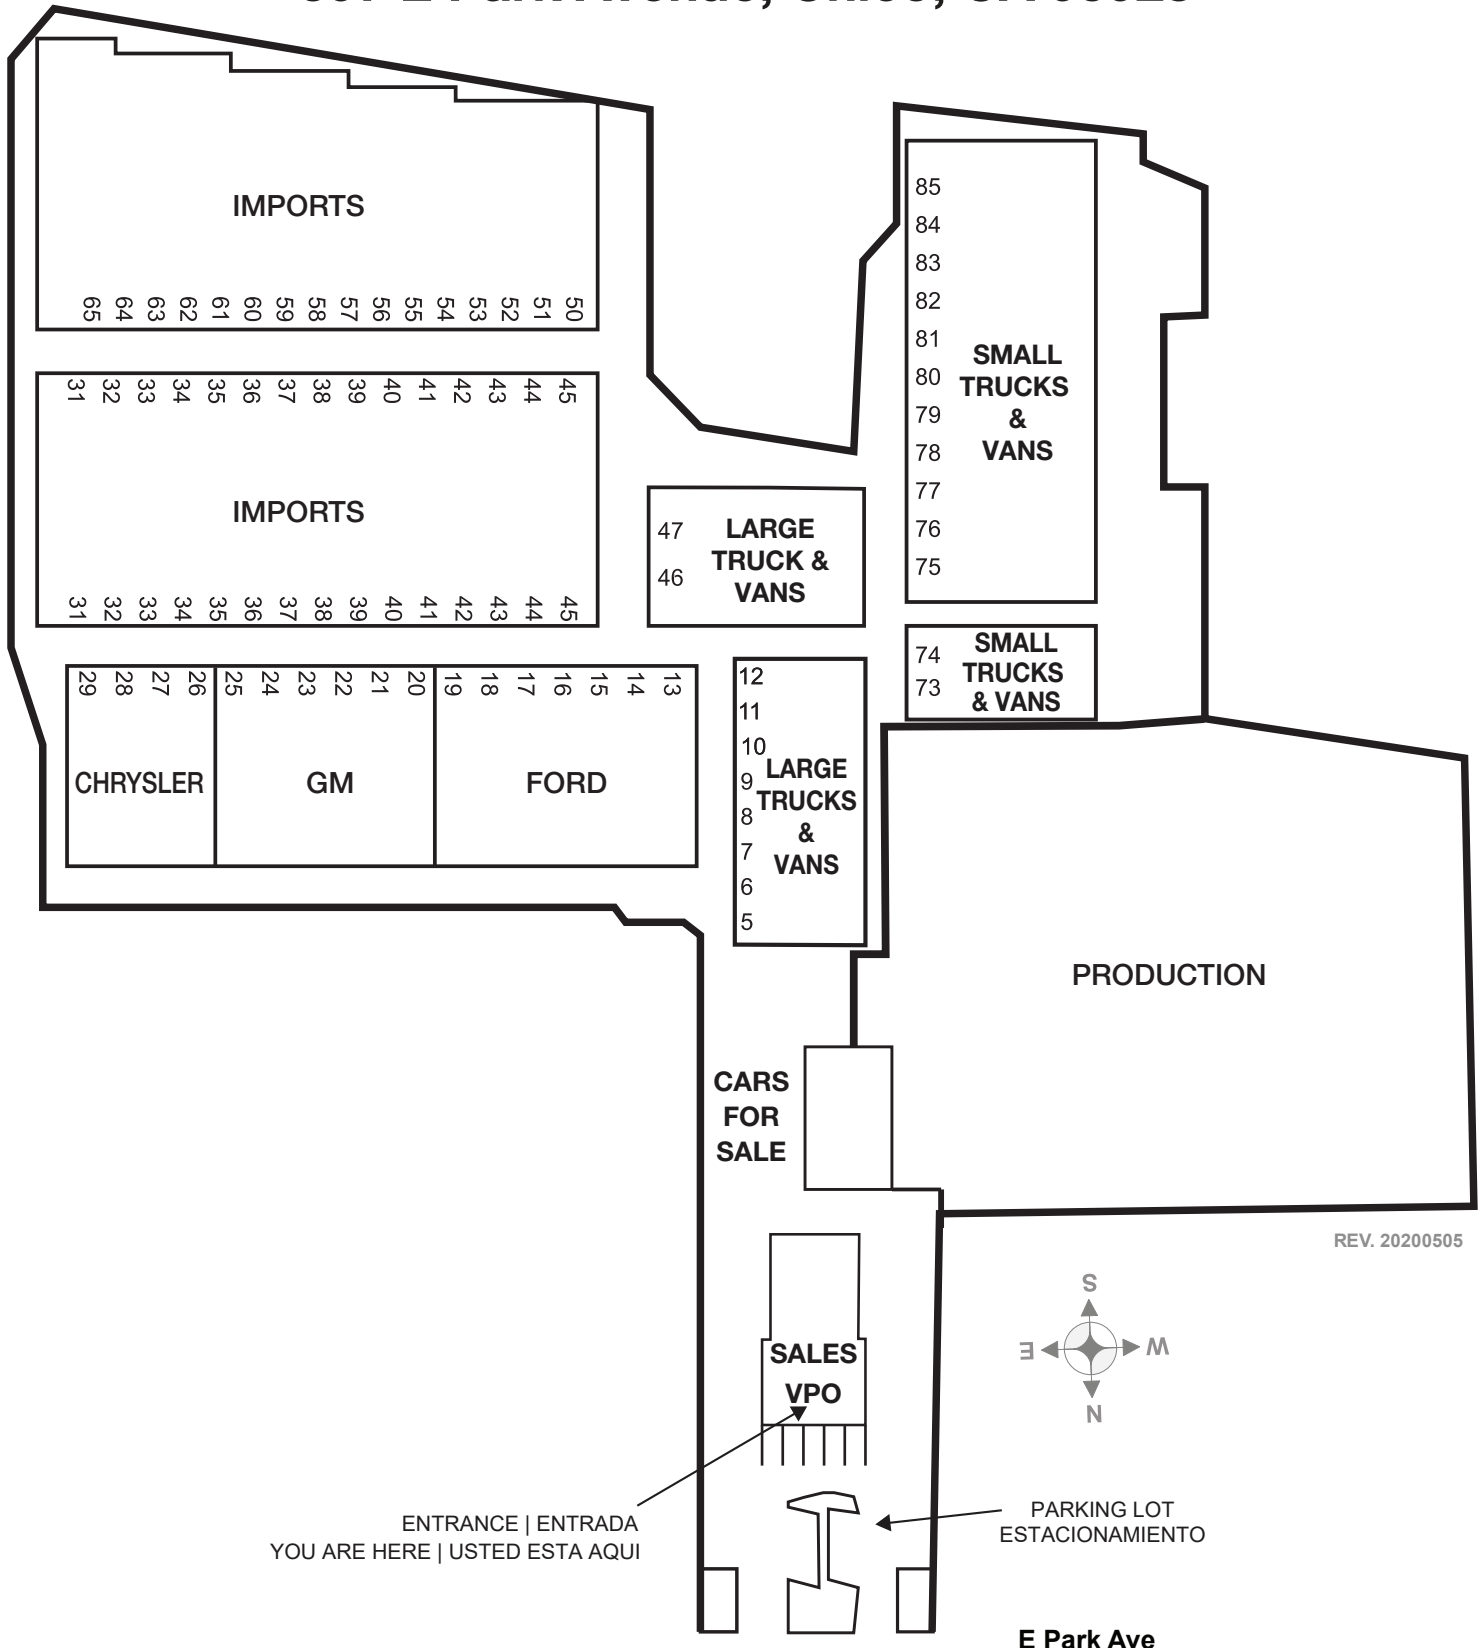 IMPORTS
65 64 63 62 61 60 59 58 57 56 55 54 53 52 51 50
31 32 33 34 35 36 37 38 39 40 41 42 43 44 45
IMPORTS
31 32 33 34 35 36 37 38 39 40 41 42 43 44 45
85
84
83
82
81
80
79
78
77
76
75
SMALL
TRUCKS
&
VANS
47
46
LARGE
TRUCK &
VANS
74
73
SMALL
TRUCKS
& VANS
29 28 27 26 25 24 23 22 21 20 19 18 17 16 15 14 13
CHRYSLER
GM
FORD
12
11
10
9
8
7
6
5
LARGE
TRUCKS
&
VANS
PRODUCTION
CARS
FOR
SALE
REV. 20200505
S
E W
N
SALES
VPO
ENTRANCE | ENTRADA
YOU ARE HERE | USTED ESTA AQUI
PARKING LOT
ESTACIONAMIENTO
E Park Ave